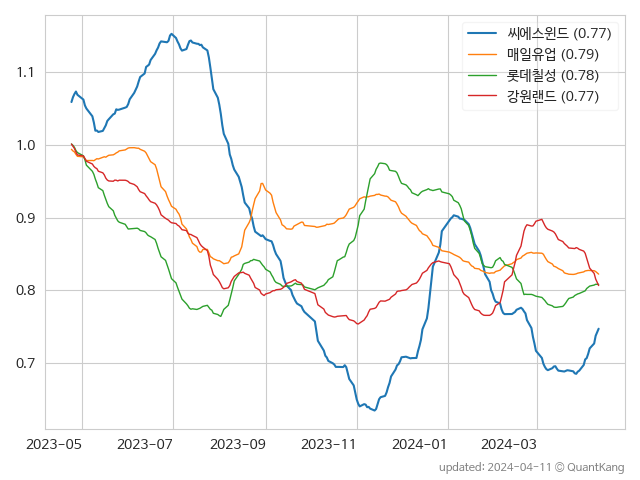 씨에스윈드 (0.77)
매일유업 (0.79)
롯데칠성 (0.78)
강원랜드 (0.77)
1.1
1.0
0.9
0.8
0.7
2023-05 2023-07 2023-09 2023-11 2024-01 2024-03
updated: 2024-04-11 © QuantKang